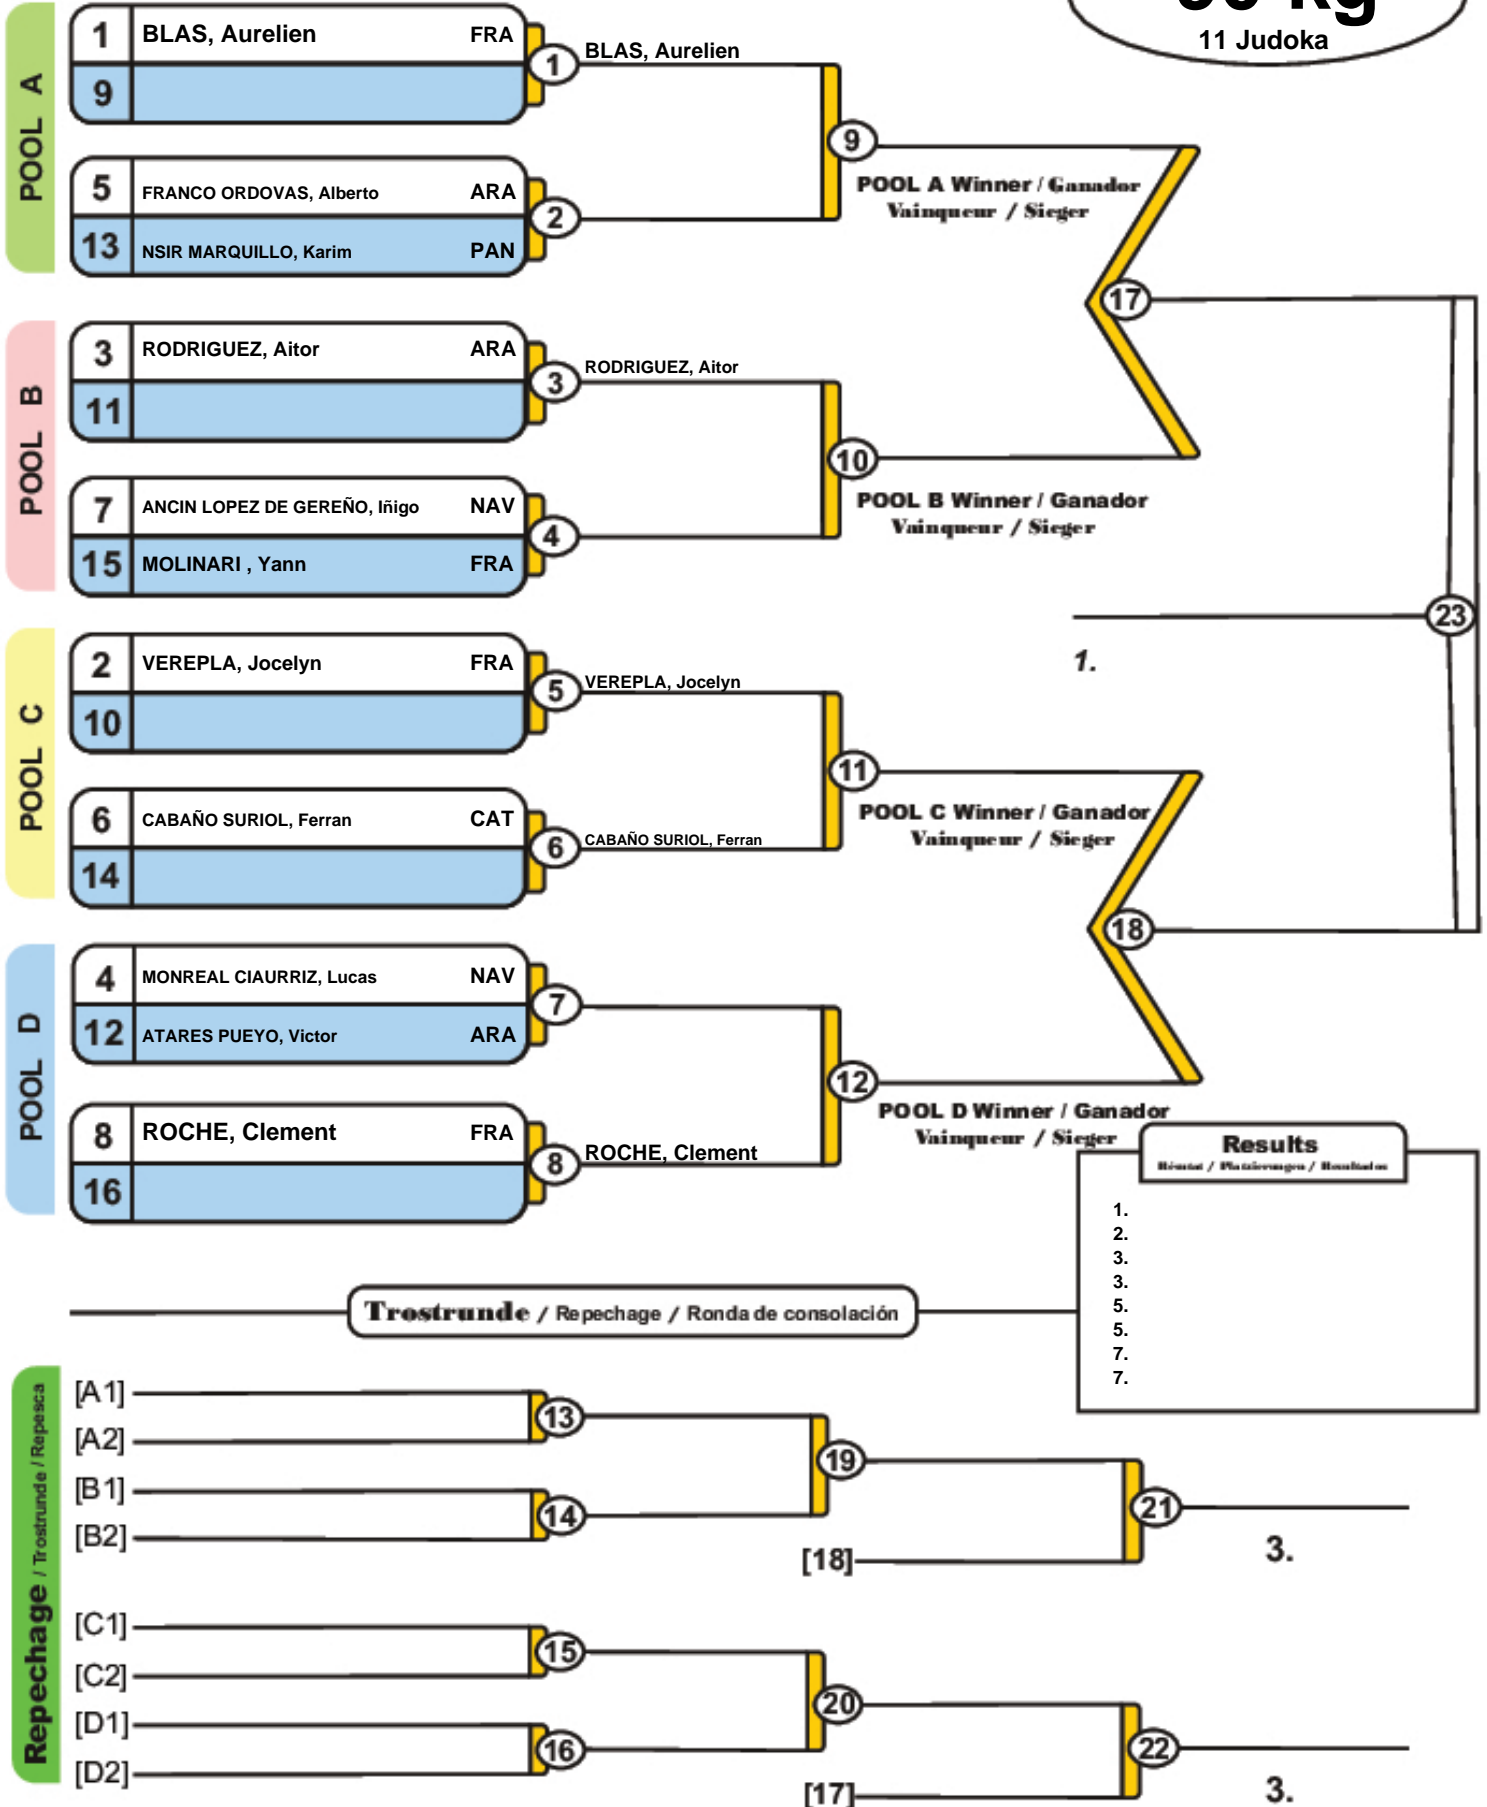 11 Judoka
POOL A
1 BLAS, Aurelien FRA
9
1 BLAS, Aurelien
5 FRANCO ORDOVAS, Alberto ARA
13 NSIR MARQUILLO, Karim PAN
2
9
POOL A Winner / Ganador
Vainqueur / Sieger
17
POOL B
3 RODRIGUEZ, Aitor ARA
11
3 RODRIGUEZ, Aitor
7 ANCIN LOPEZ DE GEREÑO, Iñigo NAV
15 MOLINARI , Yann FRA
4
10
POOL B Winner / Ganador
Vainqueur / Sieger
23
1.
POOL C
2 VEREPLA, Jocelyn FRA
10
5 VEREPLA, Jocelyn
6 CABAÑO SURIOL, Ferran CAT
14
6 CABAÑO SURIOL, Ferran
11
POOL C Winner / Ganador
Vainqueur / Sieger
18
POOL D
4 MONREAL CIAURRIZ, Lucas NAV
12 ATARES PUEYO, Victor ARA
7
8 ROCHE, Clement FRA
16
8 ROCHE, Clement
12
POOL D Winner / Ganador
Vainqueur / Sieger
Results
1.
2.
3.
3.
5.
5.
7.
7.
Trostrunde / Repechage / Ronda de consolación
Repechage / Trostrunde / Repesca
[A1]
[A2]
13
[B1]
[B2]
14
19
[18]
21
3.
[C1]
[C2]
15
[D1]
[D2]
16
20
[17]
22
3.